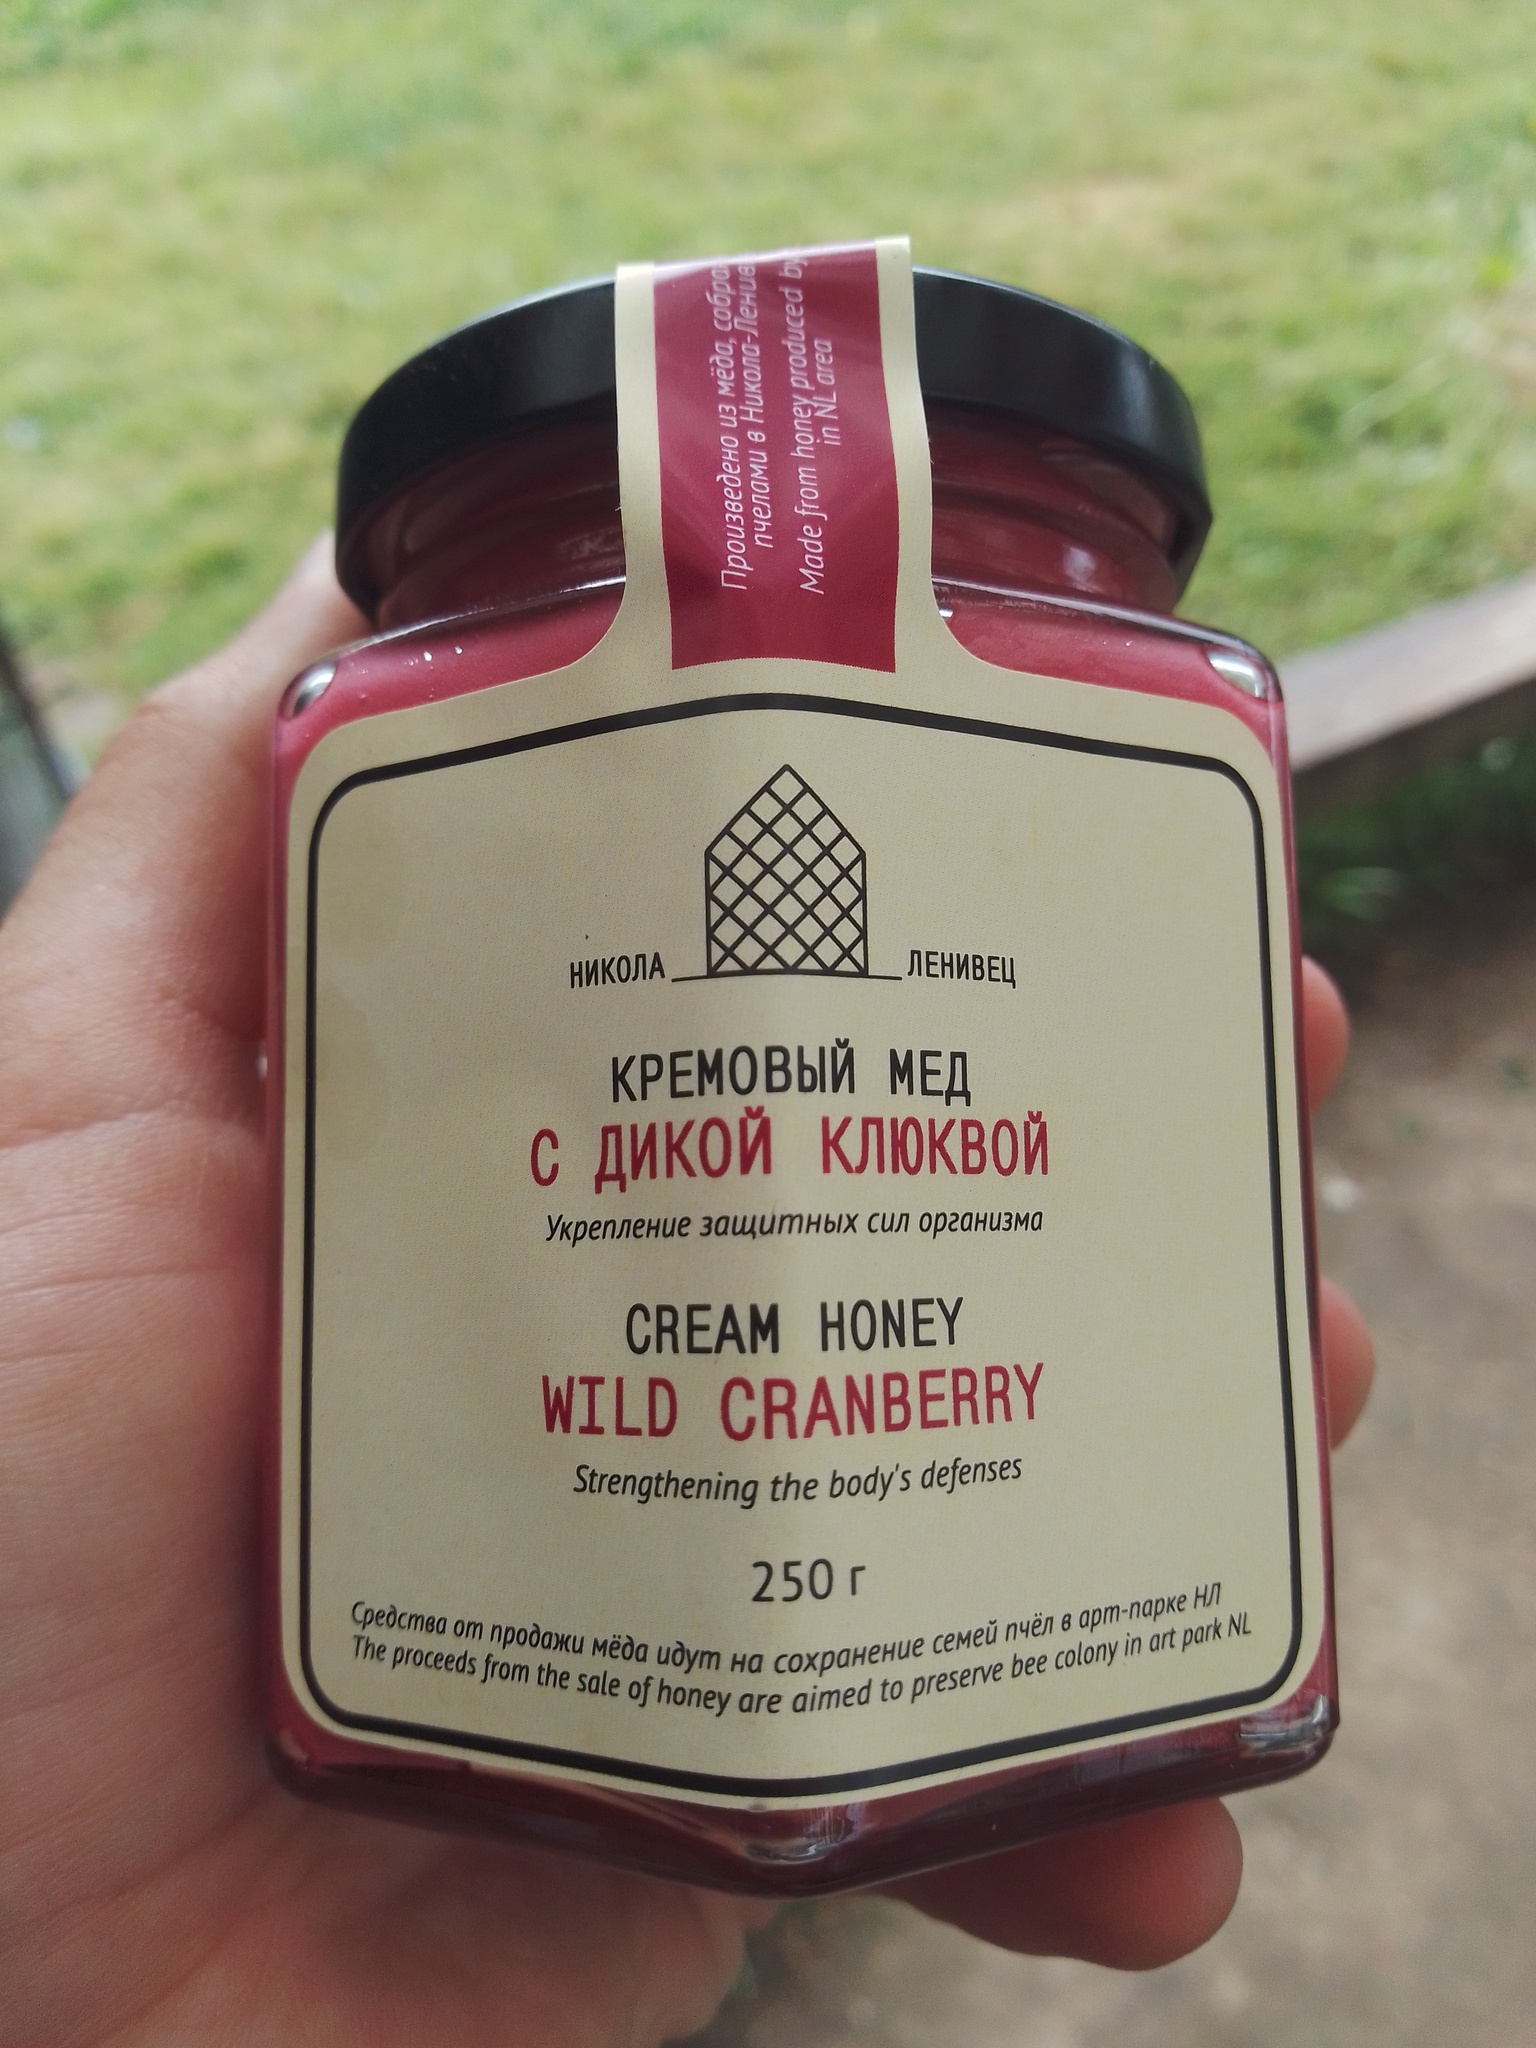 Произведено из мёда,
пчелами в
Made from honey produced by
in NL area
НИКОЛА ЛЕНИВЕЦ
КРЕМОВЫЙ МЕД
С ДИКОЙ КЛЮКВОЙ
Укрепление защитных сил организма
CREAM HONEY
WILD CRANBERRY
Strengthening the body's defenses
250 г
Средства от продажи мёда идут на сохранение семей пчёл в арт-парке НЛ
The proceeds from the sale of honey are aimed to preserve bee colony in art park NL